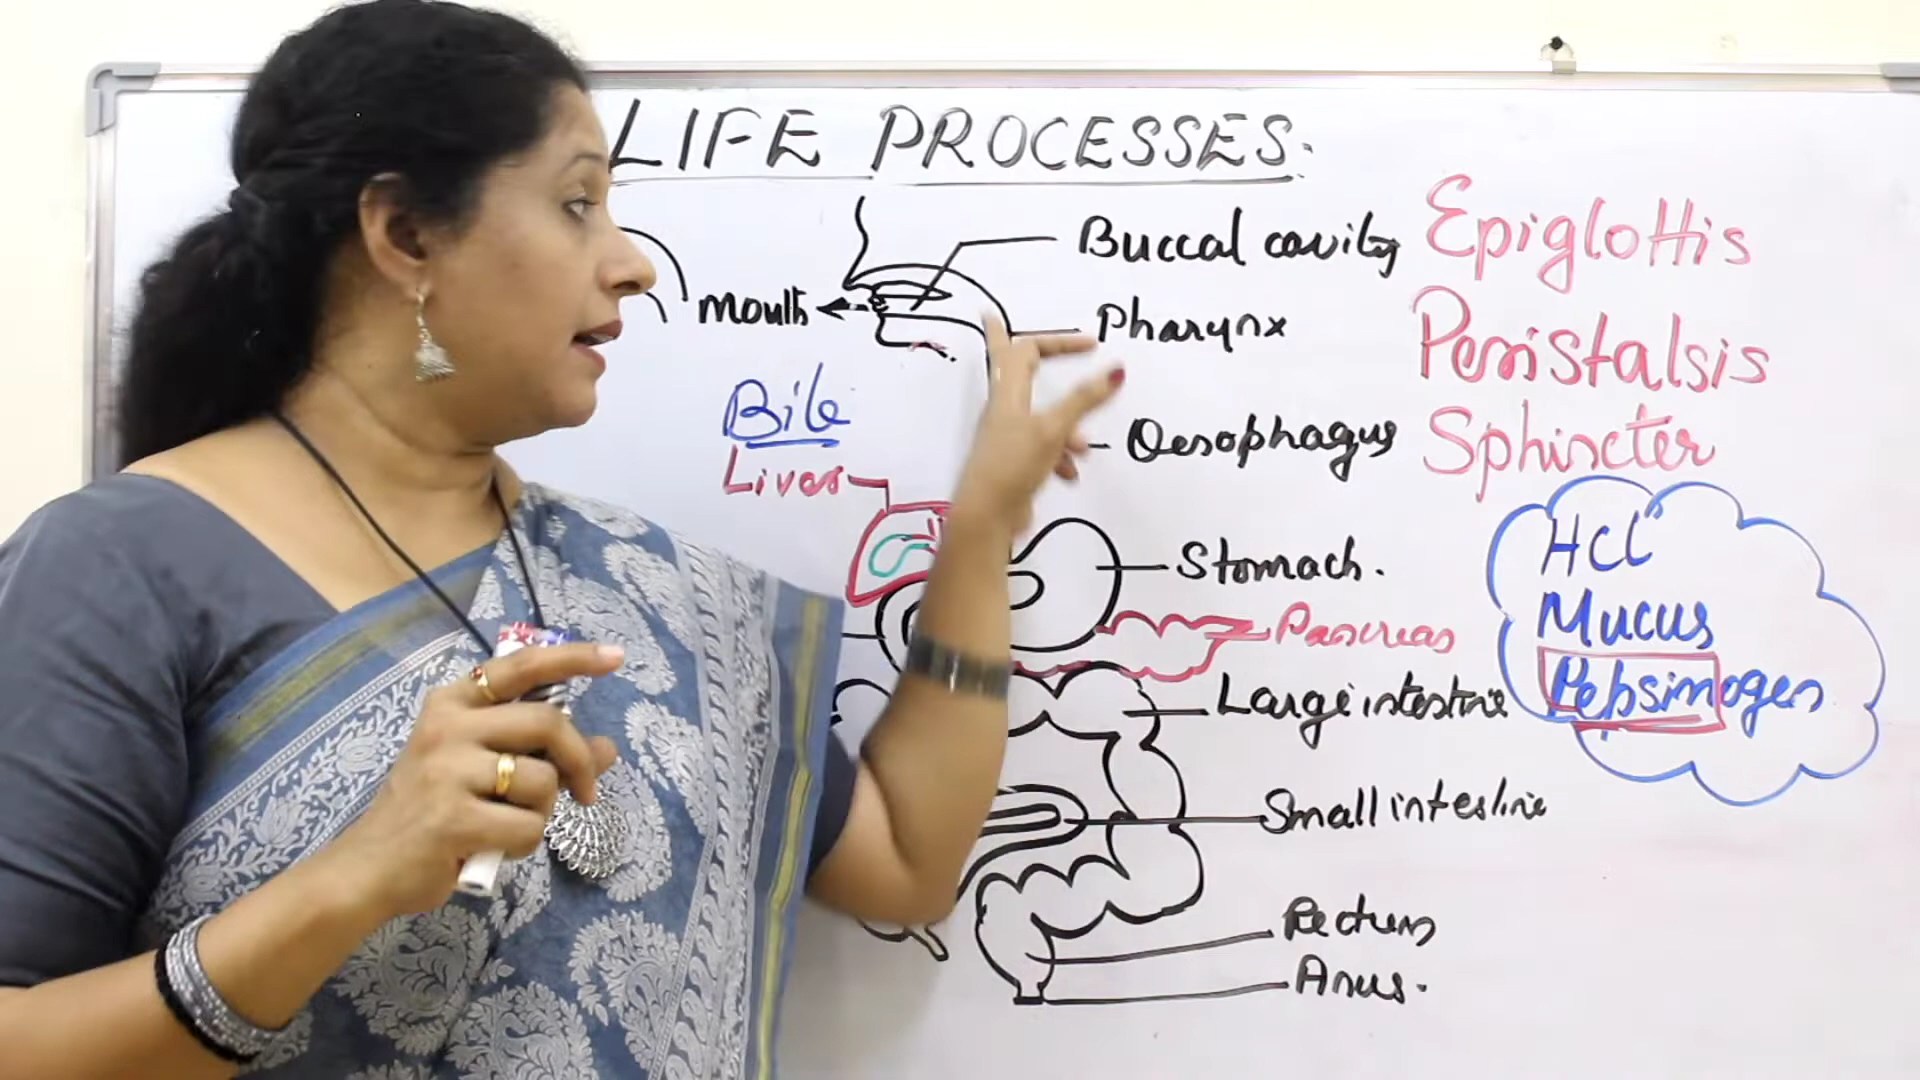 LIFE PROCESSES.
Buccal cavity
Epiglottis
Mouth
Pharynx
Peristalsis
Bile
Oesophagus
Sphincter
Liver
HCl
Stomach.
Mucus
Pancreas
Pepsinogen
Large intestine
Small intestine
Rectum
Anus.